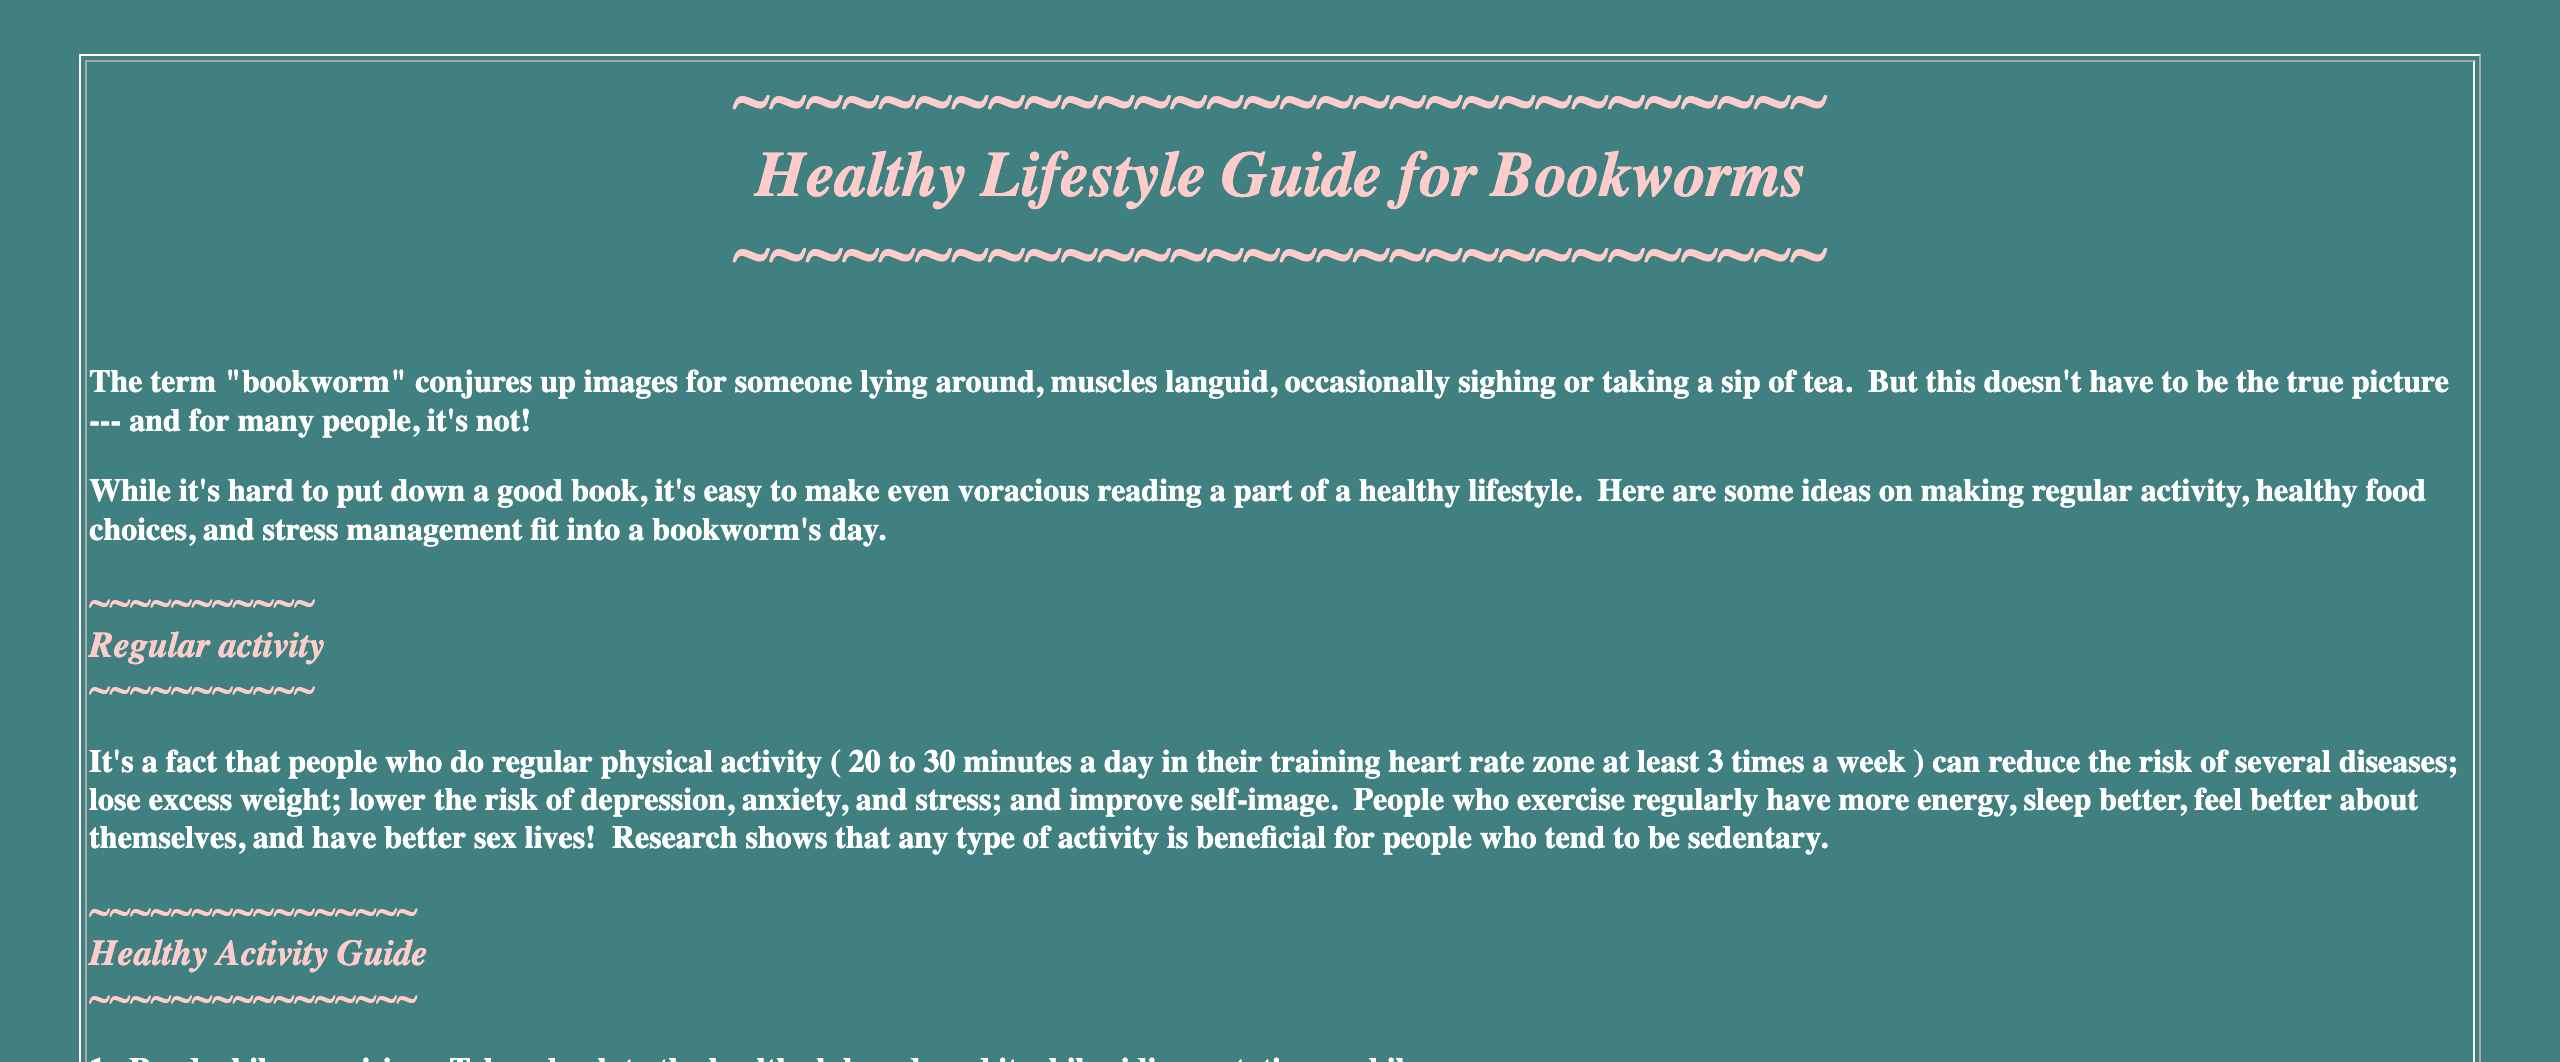 ~~~~~~~~~~~~~~~~~~~~~~~~~~~~~~
Healthy Lifestyle Guide for Bookworms
~~~~~~~~~~~~~~~~~~~~~~~~~~~~~~
The term "bookworm" conjures up images for someone lying around, muscles languid, occasionally sighing or taking a sip of tea.  But this doesn't have to be the true picture
--- and for many people, it's not!
While it's hard to put down a good book, it's easy to make even voracious reading a part of a healthy lifestyle.  Here are some ideas on making regular activity, healthy food
choices, and stress management fit into a bookworm's day.
~~~~~~~~~~~
Regular activity
~~~~~~~~~~~
It's a fact that people who do regular physical activity ( 20 to 30 minutes a day in their training heart rate zone at least 3 times a week ) can reduce the risk of several diseases;
lose excess weight; lower the risk of depression, anxiety, and stress; and improve self-image.  People who exercise regularly have more energy, sleep better, feel better about
themselves, and have better sex lives!  Research shows that any type of activity is beneficial for people who tend to be sedentary.
~~~~~~~~~~~~~~~~
Healthy Activity Guide
~~~~~~~~~~~~~~~~